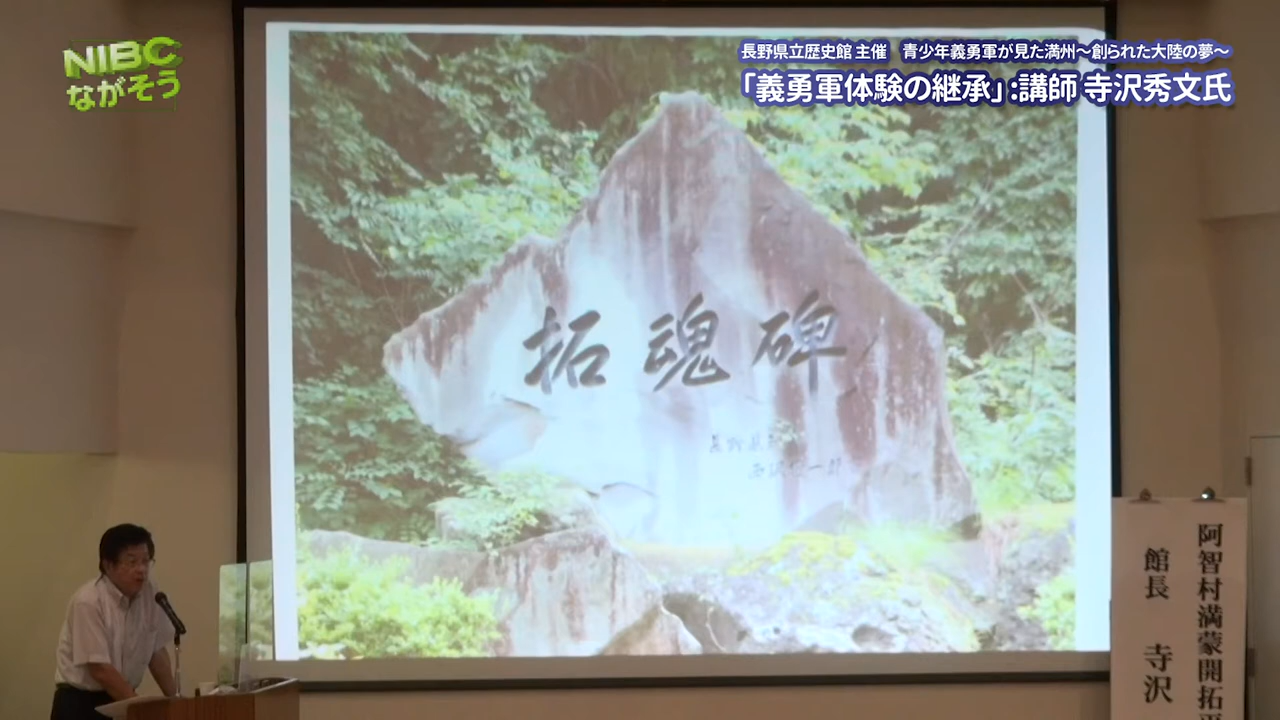 NIBC
ながそう
長野県立歴史館 主催　青少年義勇軍が見た満州～創られた大陸の夢～
「義勇軍体験の継承」:講師 寺沢秀文氏
拓魂碑
阿智村満蒙開拓平
館長 寺沢